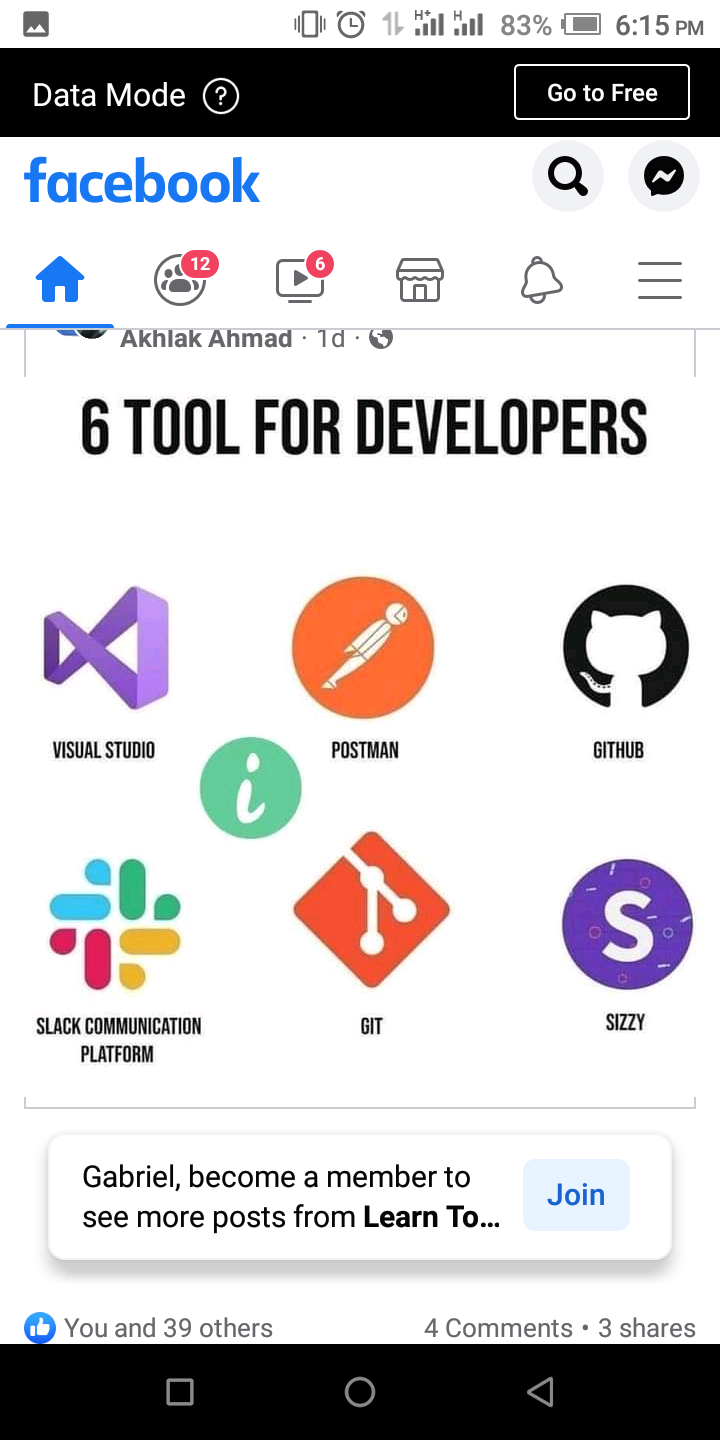 H+ H 83% 6:15 PM
Data Mode ? Go to Free
facebook
12 6
Akhlak Ahmad · 1d ·
6 TOOL FOR DEVELOPERS
VISUAL STUDIO
POSTMAN
GITHUB
i
S
SLACK COMMUNICATION
PLATFORM
GIT
SIZZY
Gabriel, become a member to
see more posts from Learn To...
Join
You and 39 others
4 Comments • 3 shares